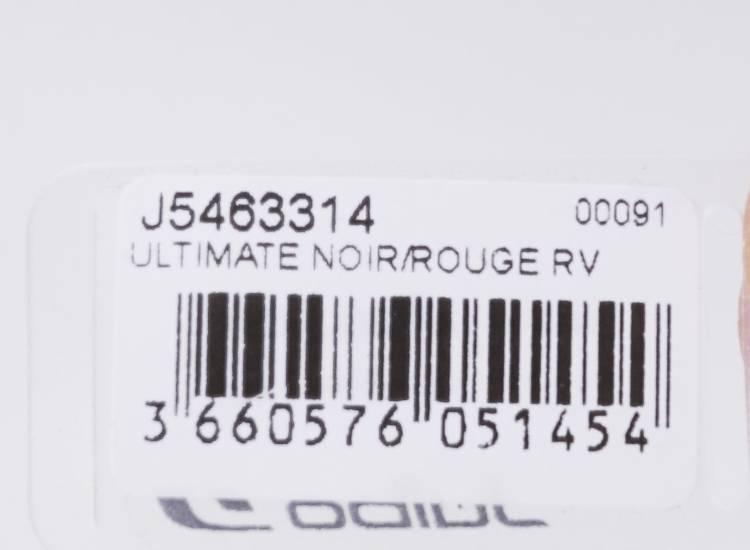 J5463314 00091
ULTIMATE NOIR/ROUGE RV
3 660576 051454